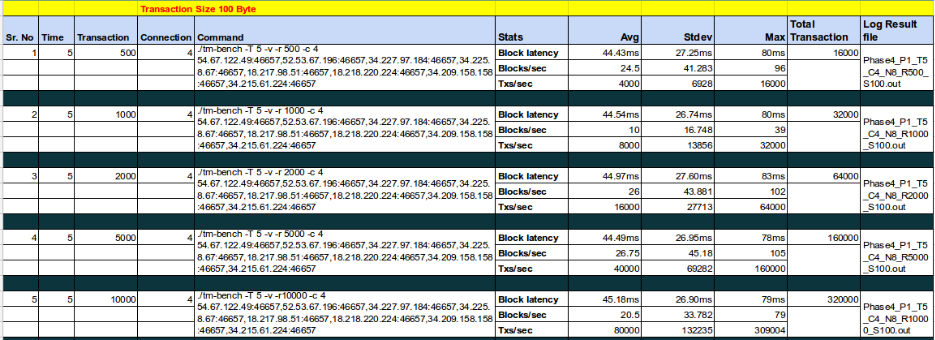 Transaction Size 100 Byte
Sr. No Time Transaction Connection Command Stats Avg Stdev Max Total Transaction Log Result file
1 5 500 4 ./tm-bench -T 5 -v -r 500 -c 4 Block latency 44.43ms 27.25ms 80ms 16000 Phase4_P1_T5
54.67.122.49:46657,52.53.67.196:46657,34.227.97.184:46657,34.225. Blocks/sec 24.5 41.283 96 _C4_N8_R500_
8.67:46657,18.217.98.51:46657,18.218.220.224:46657,34.209.158.158
:46657,34.215.61.224:46657 Txs/sec 4000 6928 16000 S100.out
2 5 1000 4 ./tm-bench -T 5 -v -r 1000 -c 4 Block latency 44.54ms 26.74ms 80ms 32000 Phase4_P1_T5
54.67.122.49:46657,52.53.67.196:46657,34.227.97.184:46657,34.225. Blocks/sec 10 16.748 39 _C4_N8_R1000
8.67:46657,18.217.98.51:46657,18.218.220.224:46657,34.209.158.158
:46657,34.215.61.224:46657 Txs/sec 8000 13856 32000 _S100.out
3 5 2000 4 ./tm-bench -T 5 -v -r 2000 -c 4 Block latency 44.97ms 27.60ms 83ms 64000 Phase4_P1_T5
54.67.122.49:46657,52.53.67.196:46657,34.227.97.184:46657,34.225. Blocks/sec 26 43.881 102 _C4_N8_R2000
8.67:46657,18.217.98.51:46657,18.218.220.224:46657,34.209.158.158
:46657,34.215.61.224:46657 Txs/sec 16000 27713 64000 _S100.out
4 5 5000 4 ./tm-bench -T 5 -v -r 5000 -c 4 Block latency 44.49ms 26.95ms 78ms 160000 Phase4_P1_T5
54.67.122.49:46657,52.53.67.196:46657,34.227.97.184:46657,34.225. Blocks/sec 26.75 45.18 105 _C4_N8_R5000
8.67:46657,18.217.98.51:46657,18.218.220.224:46657,34.209.158.158
:46657,34.215.61.224:46657 Txs/sec 40000 69282 160000 _S100.out
5 5 10000 4 ./tm-bench -T 5 -v -r10000 -c 4 Block latency 45.18ms 26.90ms 79ms 320000 Phase4_P1_T5
54.67.122.49:46657,52.53.67.196:46657,34.227.97.184:46657,34.225. Blocks/sec 20.5 33.782 79 _C4_N8_R1000
8.67:46657,18.217.98.51:46657,18.218.220.224:46657,34.209.158.158
:46657,34.215.61.224:46657 Txs/sec 80000 132235 309004 0_S100.out